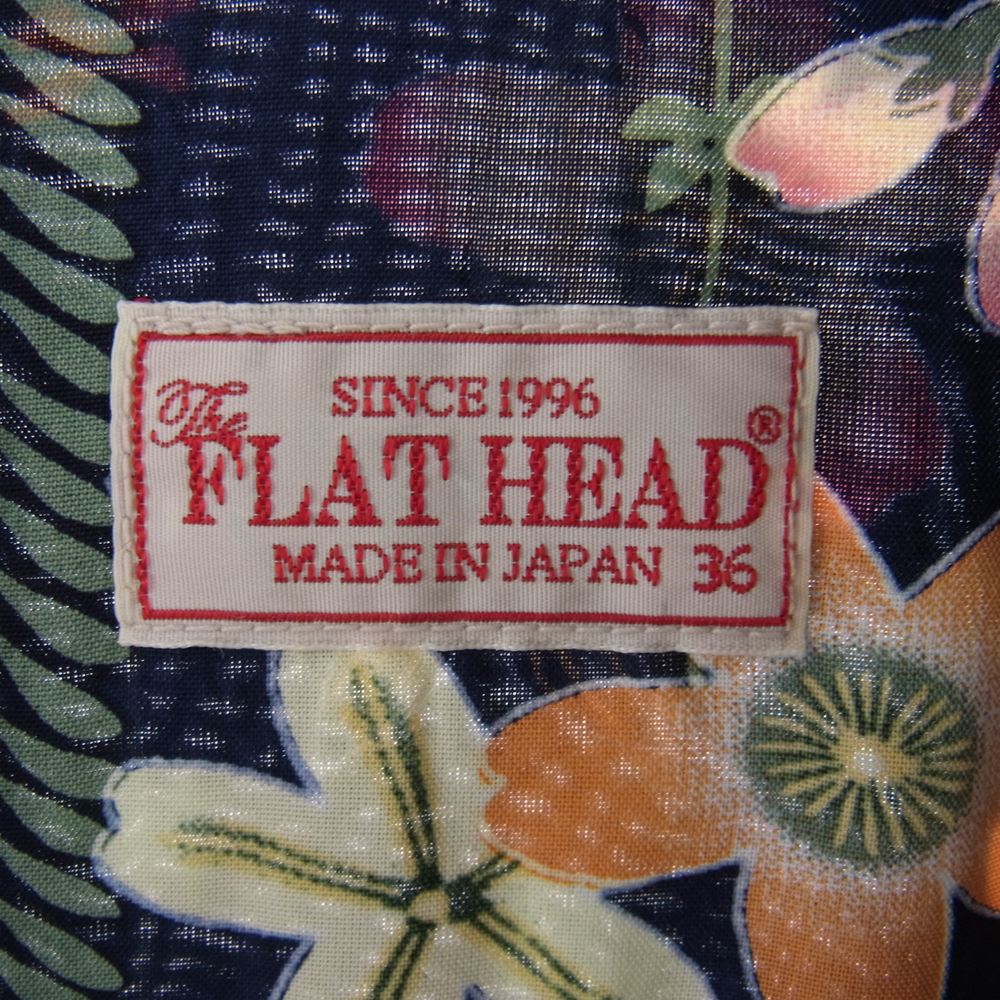 SINCE 1996
The
FLAT HEAD®
MADE IN JAPAN 36